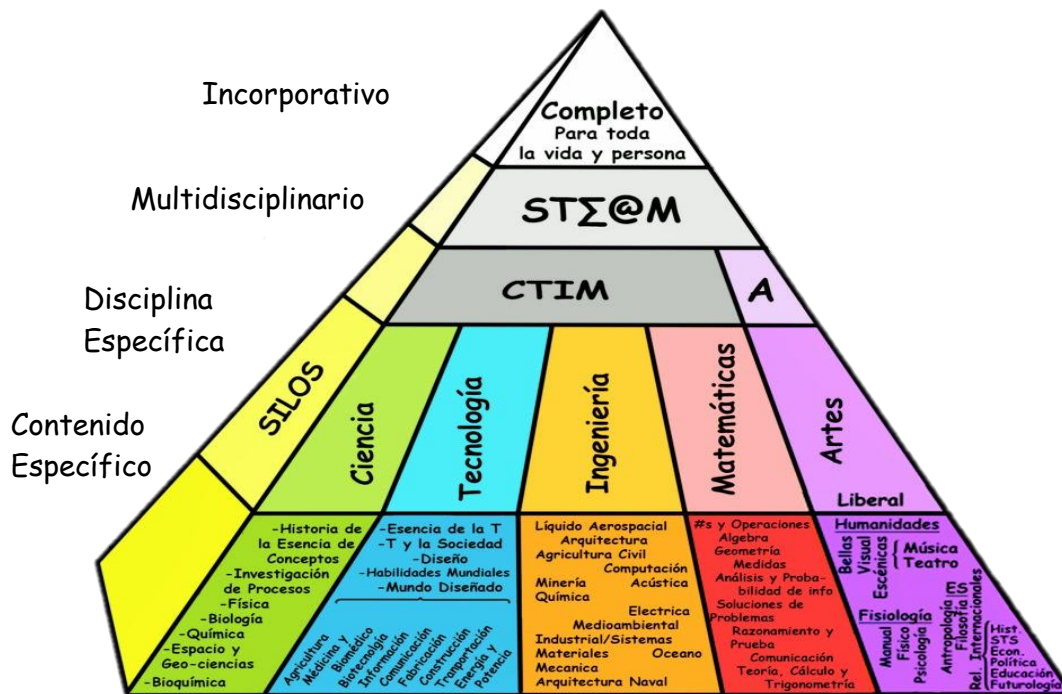 Incorporativo
Completo
Para toda
la vida y persona
Multidisciplinario
ST∑@M
Disciplina
Específica
CTIM
A
SILOS
Contenido
Específico
Ciencia
Tecnología
Ingeniería
Matemáticas
Artes
Liberal
-Historia de
la Esencia de
Conceptos
-Investigación
de Procesos
-Física
-Biología
-Química
-Espacio y
Geo-ciencias
-Bioquímica
-Esencia de la T
-T y la Sociedad
-Diseño
-Habilidades Mundiales
-Mundo Diseñado
Agricultura
Medicina y
Biomédico
Biotecnolgía
Información
Comunicación
Fabricación
Construcción
Transportación
Energía y
Potencia
Líquido Aerospacial
Arquitectura
Agricultura Civil
Computación
Minería Acústica
Química
Electrica
Medioambental
Industrial/Sistemas
Materiales Oceano
Mecanica
Arquitectura Naval
#s y Operaciones
Algebra
Geometría
Medidas
Análisis y Proba-
bilidad de info
Soluciones de
Problemas
Razonamiento y
Prueba
Comunicación
Teoría, Cálculo y
Trigonometría
Humanidades
Bellas
Visual
Escénicas
Música
Teatro
Fisiología
Manual
Físico
Psicología
ES
Antropología
Filosofia
Rel. Internacionales
Hist.
STS
Econ.
Política
Educación
Futurología